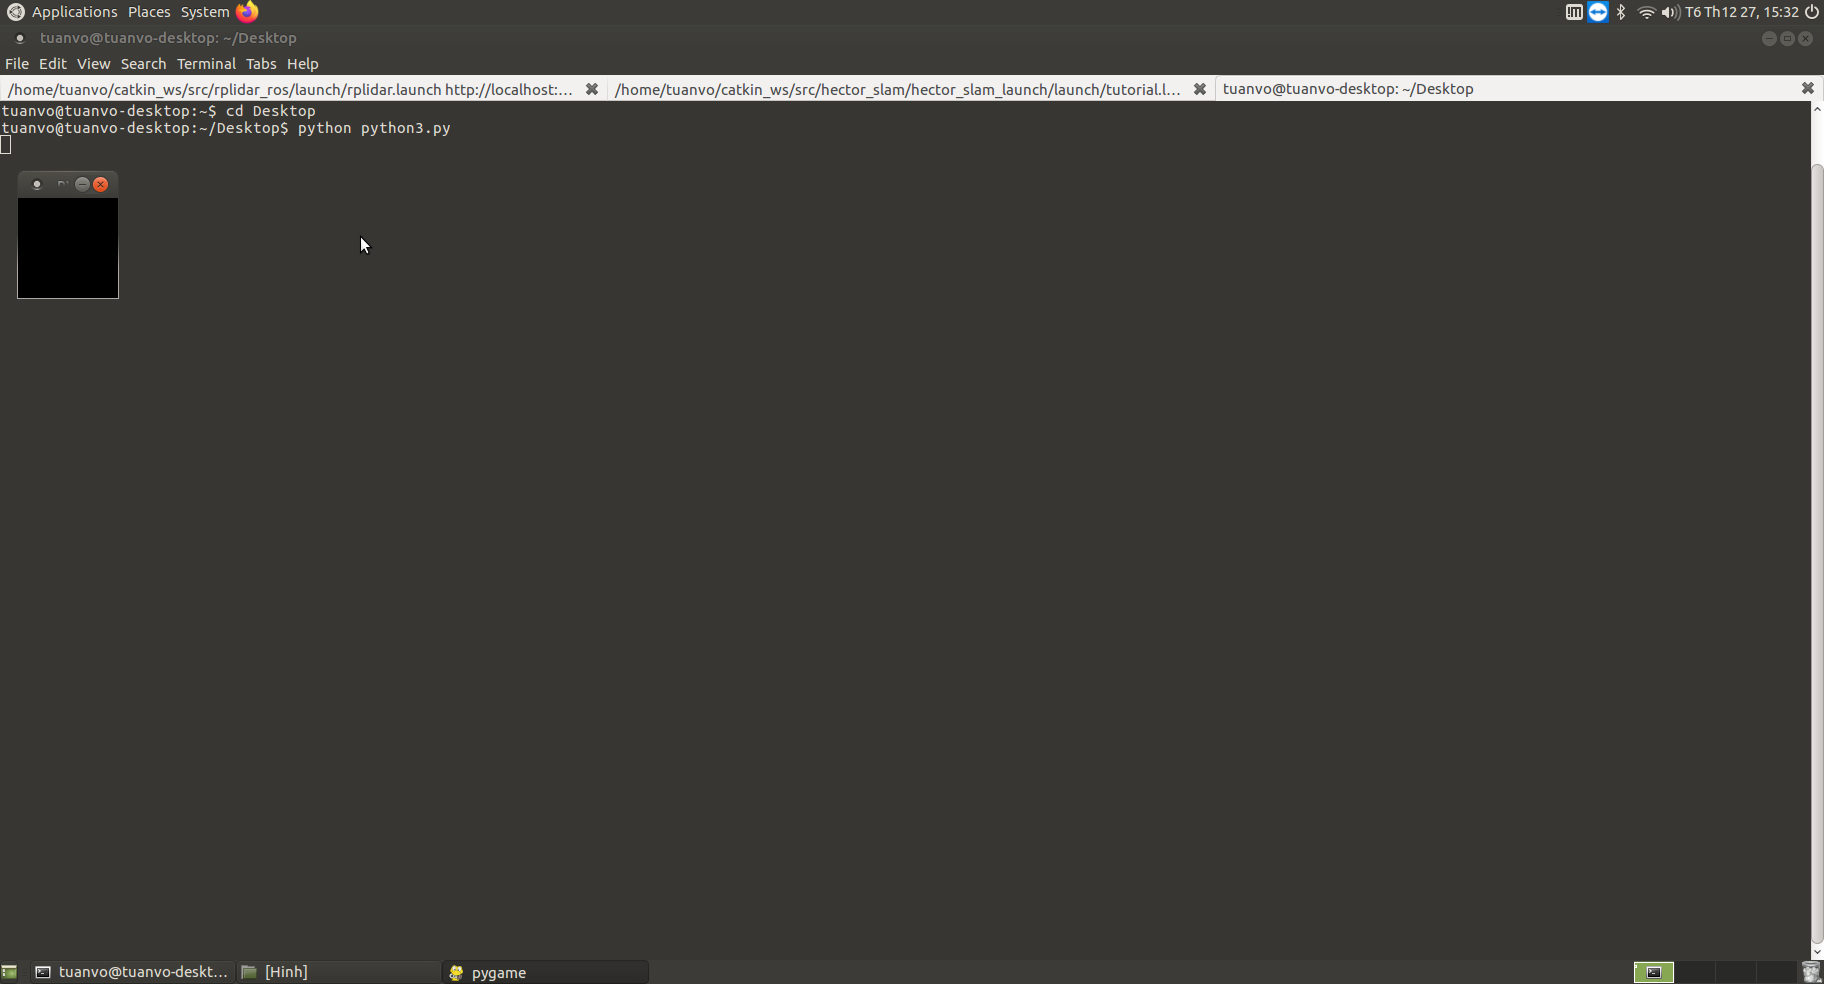 Applications Places System T6 Th12 27, 15:32
tuanvo@tuanvo-desktop: ~/Desktop
File Edit View Search Terminal Tabs Help
/home/tuanvo/catkin_ws/src/rplidar_ros/launch/rplidar.launch http://localhost:... /home/tuanvo/catkin_ws/src/hector_slam/hector_slam_launch/launch/tutorial.l... tuanvo@tuanvo-desktop: ~/Desktop
tuanvo@tuanvo-desktop:~$ cd Desktop
tuanvo@tuanvo-desktop:~/Desktop$ python python3.py
tuanvo@tuanvo-deskt... [Hinh] pygame